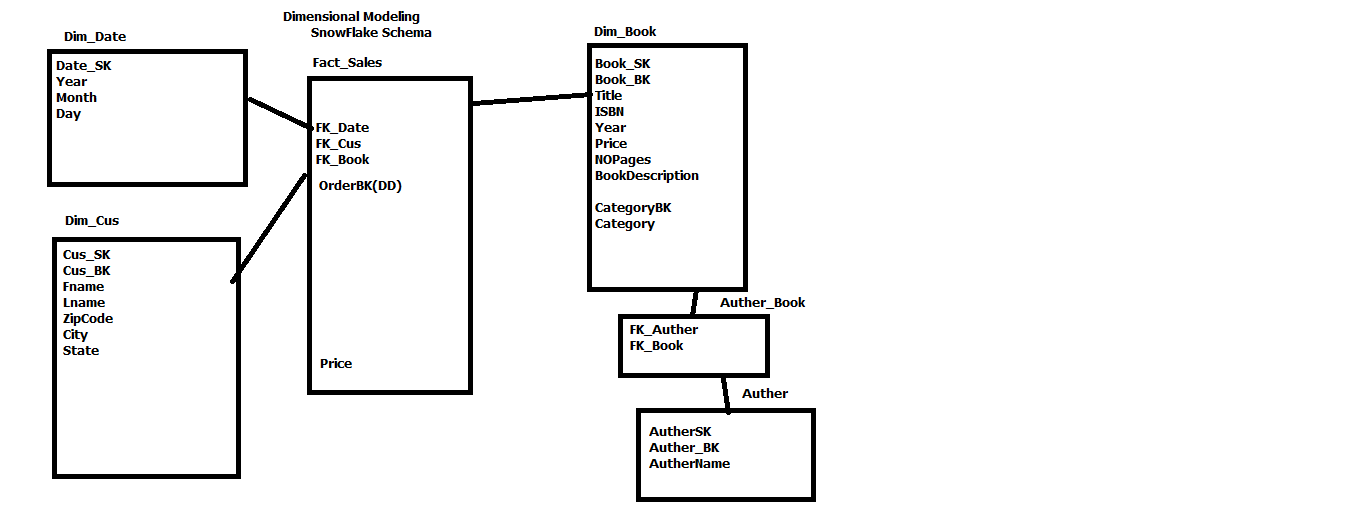 Dimensional Modeling
SnowFlake Schema
Dim_Date
Date_SK
Year
Month
Day
Dim_Cus
Cus_SK
Cus_BK
Fname
Lname
ZipCode
City
State
Fact_Sales
FK_Date
FK_Cus
FK_Book
OrderBK(DD)
Price
Dim_Book
Book_SK
Book_BK
Title
ISBN
Year
Price
NOPages
BookDescription
CategoryBK
Category
Auther_Book
FK_Auther
FK_Book
Auther
AutherSK
Auther_BK
AutherName